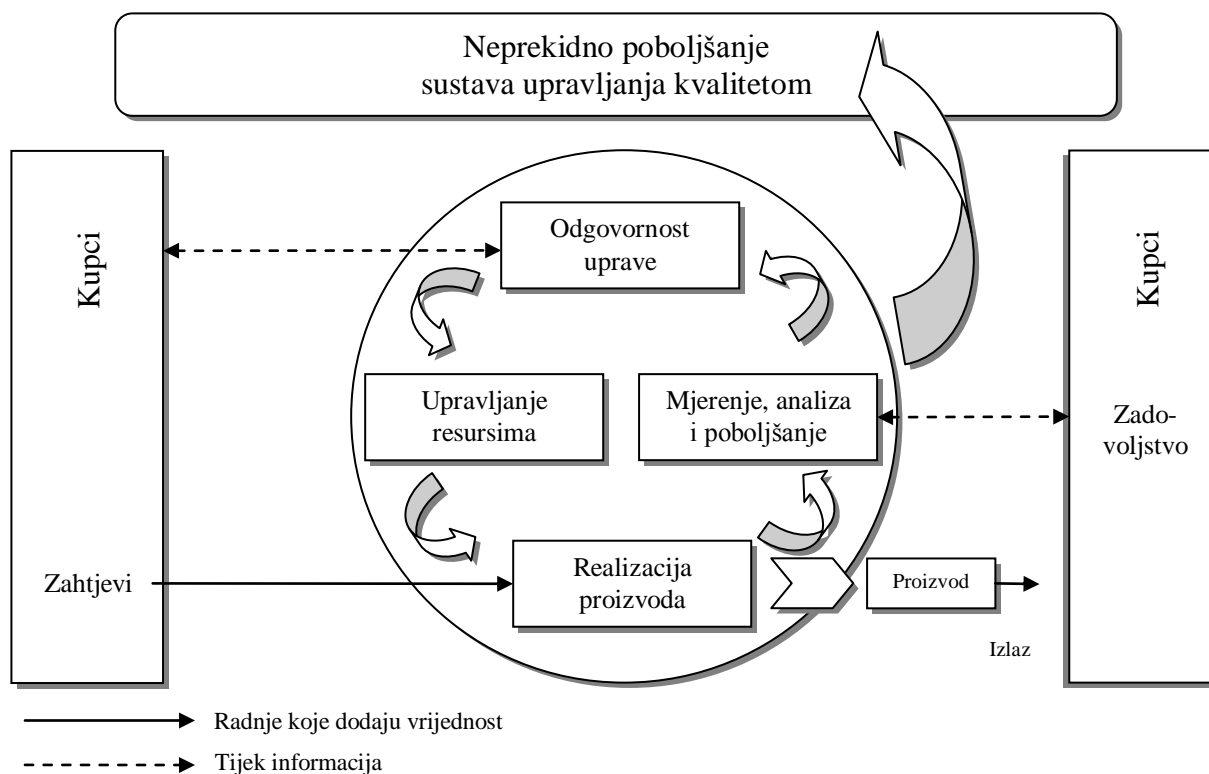 Neprekidno poboljšanje
sustava upravljanja kvalitetom
Kupci
Kupci
Odgovornost
uprave
Upravljanje
resursima
Mjerenje, analiza
i poboljšanje
Zado-
voljstvo
Zahtjevi
Realizacija
proizvoda
Proizvod
Izlaz
Radnje koje dodaju vrijednost
Tijek informacija